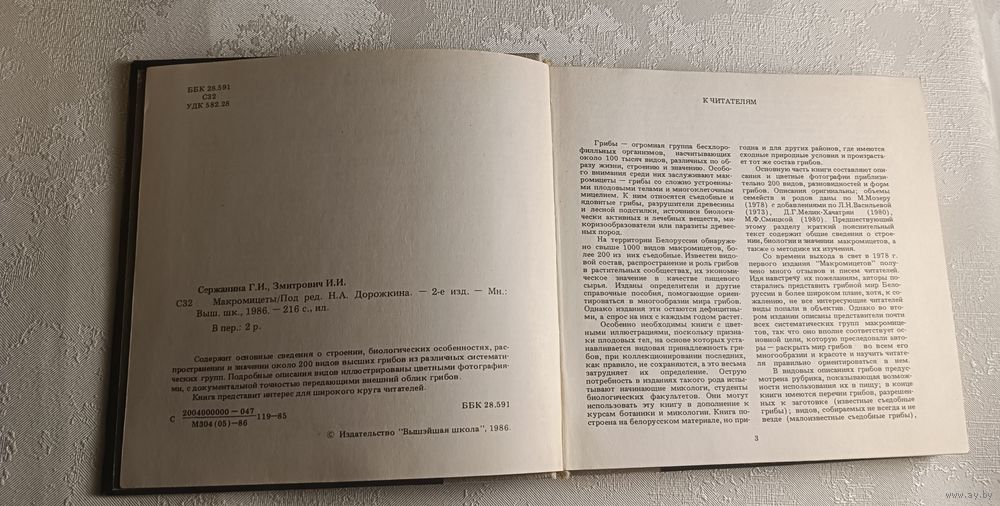 ББК 28.591
С32
УДК 582.28
Сержанина Г.И., Змитрович И.И.
С32 Макромицеты/Под ред. Н.А. Дорожкина. — 2-е изд. — Мн.:
Выш. шк., 1986. — 216 с., ил.
В пер.: 2 р.
Содержит основные сведения о строении, биологических особенностях, рас-
пространении и значении около 200 видов высших грибов из различных системати-
ческих групп. Подробные описания видов иллюстрированы цветными фотография-
ми, с документальной точностью передающими внешний облик грибов.
Книга представит интерес для широкого круга читателей.
С 2004000000 — 047
М304 (05)—86
119—85
ББК 28.591
© Издательство "Вышэйшая школа", 1986.
К ЧИТАТЕЛЯМ
Грибы — огромная группа бесхлоро-
филльных организмов, насчитывающих
около 100 тысяч видов, различных по об-
разу жизни, строению и значению. Особо-
го внимания среди них заслуживают мак-
ромицеты — грибы со сложно устроенны-
ми плодовыми телами и многоклеточным
мицелием. К ним относятся съедобные и
ядовитые грибы, разрушители древесины
и лесной подстилки, источники биологи-
чески активных и лечебных веществ, ми-
коризообразователи или паразиты древес-
ных пород.
На территории Белоруссии обнаруже-
но свыше 1000 видов макромицетов, бо-
лее 200 из них съедобные. Известен видо-
вой состав, распространение и роль грибов
в растительных сообществах, их экономи-
ческое значение в качестве пищевого
сырья. Изданы определители и другие
справочные пособия, помогающие ориен-
тироваться в многообразии мира грибов.
Однако издания эти остаются дефицитны-
ми, а спрос на них с каждым годом растет.
Особенно необходимы книги с цвет-
ными иллюстрациями, поскольку призна-
ки плодовых тел, на основе которых уста-
навливается видовая принадлежность гри-
бов, при коллекционировании последних,
как правило, не сохраняются, а это весьма
затрудняет их определение. Острую
потребность в изданиях такого рода испы-
тывают начинающие микологи, студенты
биологических факультетов. Они могут
использовать эту книгу в дополнение к
курсам ботаники и микологии. Книга по-
строена на белорусском материале, но при-
годна и для других районов, где имеются
сходные природные условия и произраста-
ет тот же состав грибов.
Основную часть книги составляют опи-
сания и цветные фотографии приблизи-
тельно 200 видов, разновидностей и форм
грибов. Описания оригинальны; объемы
семейств и родов даны по М.Мозеру
(1978) с добавлениями по Л.Н.Васильевой
(1973), Д.Г.Мелик-Хачатрян (1980),
М.Ф.Смицкой (1980). Предшествующий
этому разделу краткий пояснительный
текст содержит общие сведения о строе-
нии, биологии и значении макромицетов, а
также о методике их изучения.
Со времени выхода в свет в 1978 г.
первого издания "Макромицетов" полу-
чено много отзывов и писем читателей.
Идя навстречу их пожеланиям, авторы по-
старались представить грибной мир Бело-
руссии в более широком плане, хотя, к со-
жалению, не все интересующие читателей
виды попали в объектив. Однако во вто-
ром издании описаны представители почти
всех систематических групп макромице-
тов, так что оно вполне соответствует ос-
новной цели, которую преследовали авто-
ры — раскрыть мир грибов во всем его
многообразии и красоте и научить читате-
ля правильно ориентироваться в нем.
В видовых описаниях грибов преду-
смотрена рубрика, показывающая возмож-
ности использования их в пищу; в конце
книги имеются перечни грибов, разрешен-
ных к заготовке (известные съедобные
грибы); видов, собираемых не всегда и не
везде (малоизвестные съедобные грибы),
3
www.ay.by